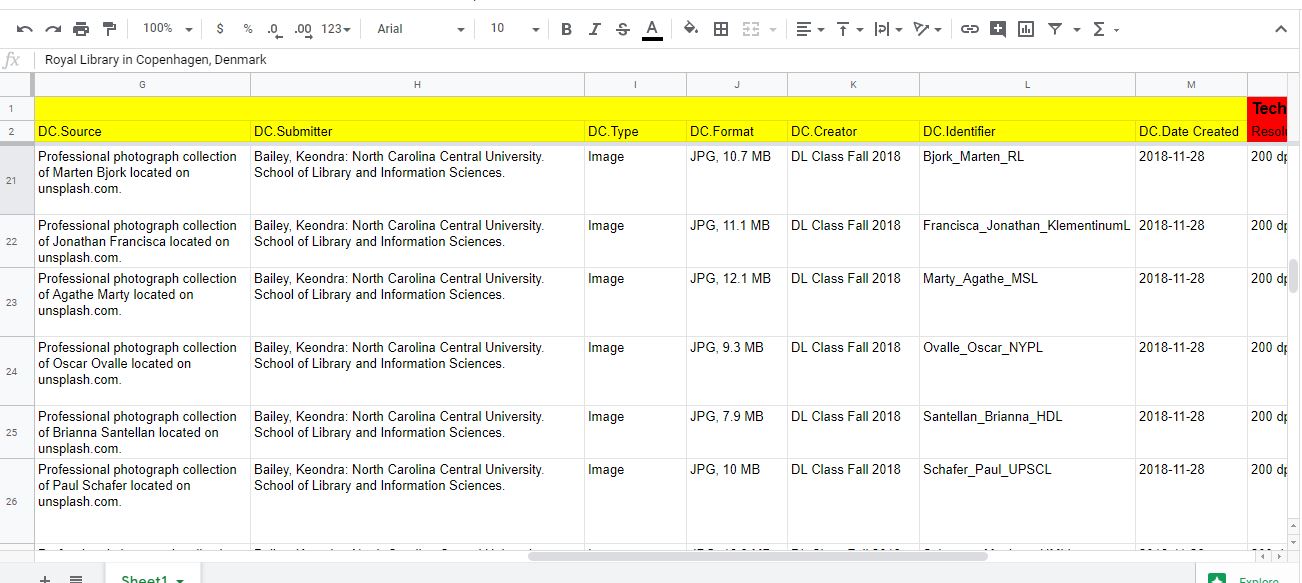 100% $ % .0 .00 123 Arial 10 B I S A Σ
fx Royal Library in Copenhagen, Denmark
G H I J K L M
1 Tech
2 DC.Source DC.Submitter DC.Type DC.Format DC.Creator DC.Identifier DC.Date Created
21 Professional photograph collection Bailey, Keondra: North Carolina Central University. Image JPG, 10.7 MB DL Class Fall 2018 Bjork_Marten_RL 2018-11-28 200
of Marten Bjork located on School of Library and Information Sciences.
unsplash.com.
22 Professional photograph collection Bailey, Keondra: North Carolina Central University. Image JPG, 11.1 MB DL Class Fall 2018 Francisca_Jonathan_KlementinumL 2018-11-28 200
of Jonathan Francisca located on School of Library and Information Sciences.
unsplash.com.
23 Professional photograph collection Bailey, Keondra: North Carolina Central University. Image JPG, 12.1 MB DL Class Fall 2018 Marty_Agathe_MSL 2018-11-28 200
of Agathe Marty located on School of Library and Information Sciences.
unsplash.com.
24 Professional photograph collection Bailey, Keondra: North Carolina Central University. Image JPG, 9.3 MB DL Class Fall 2018 Ovalle_Oscar_NYPL 2018-11-28 200
of Oscar Ovalle located on School of Library and Information Sciences.
unsplash.com.
25 Professional photograph collection Bailey, Keondra: North Carolina Central University. Image JPG, 7.9 MB DL Class Fall 2018 Santellan_Brianna_HDL 2018-11-28 200
of Brianna Santellan located on School of Library and Information Sciences.
unsplash.com.
26 Professional photograph collection Bailey, Keondra: North Carolina Central University. Image JPG, 10 MB DL Class Fall 2018 Schafer_Paul_UPSCL 2018-11-28 200
of Paul Schafer located on School of Library and Information Sciences.
unsplash.com.
Sheet1 Explore